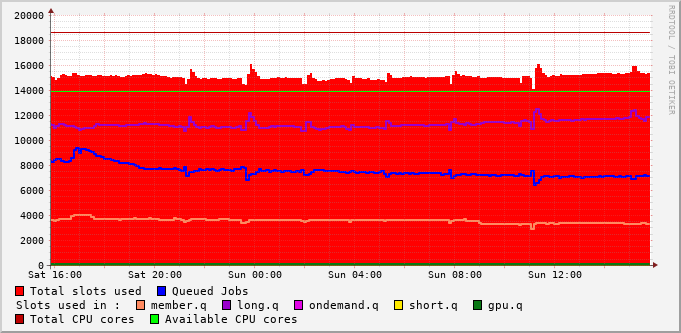 RRDTOOL / TOBI OETIKER
20000
18000
16000
14000
12000
10000
8000
6000
4000
2000
0
Sat 16:00 Sat 20:00 Sun 00:00 Sun 04:00 Sun 08:00 Sun 12:00
Total slots used Queued Jobs
Slots used in : member.q long.q ondemand.q short.q gpu.q
Total CPU cores Available CPU cores